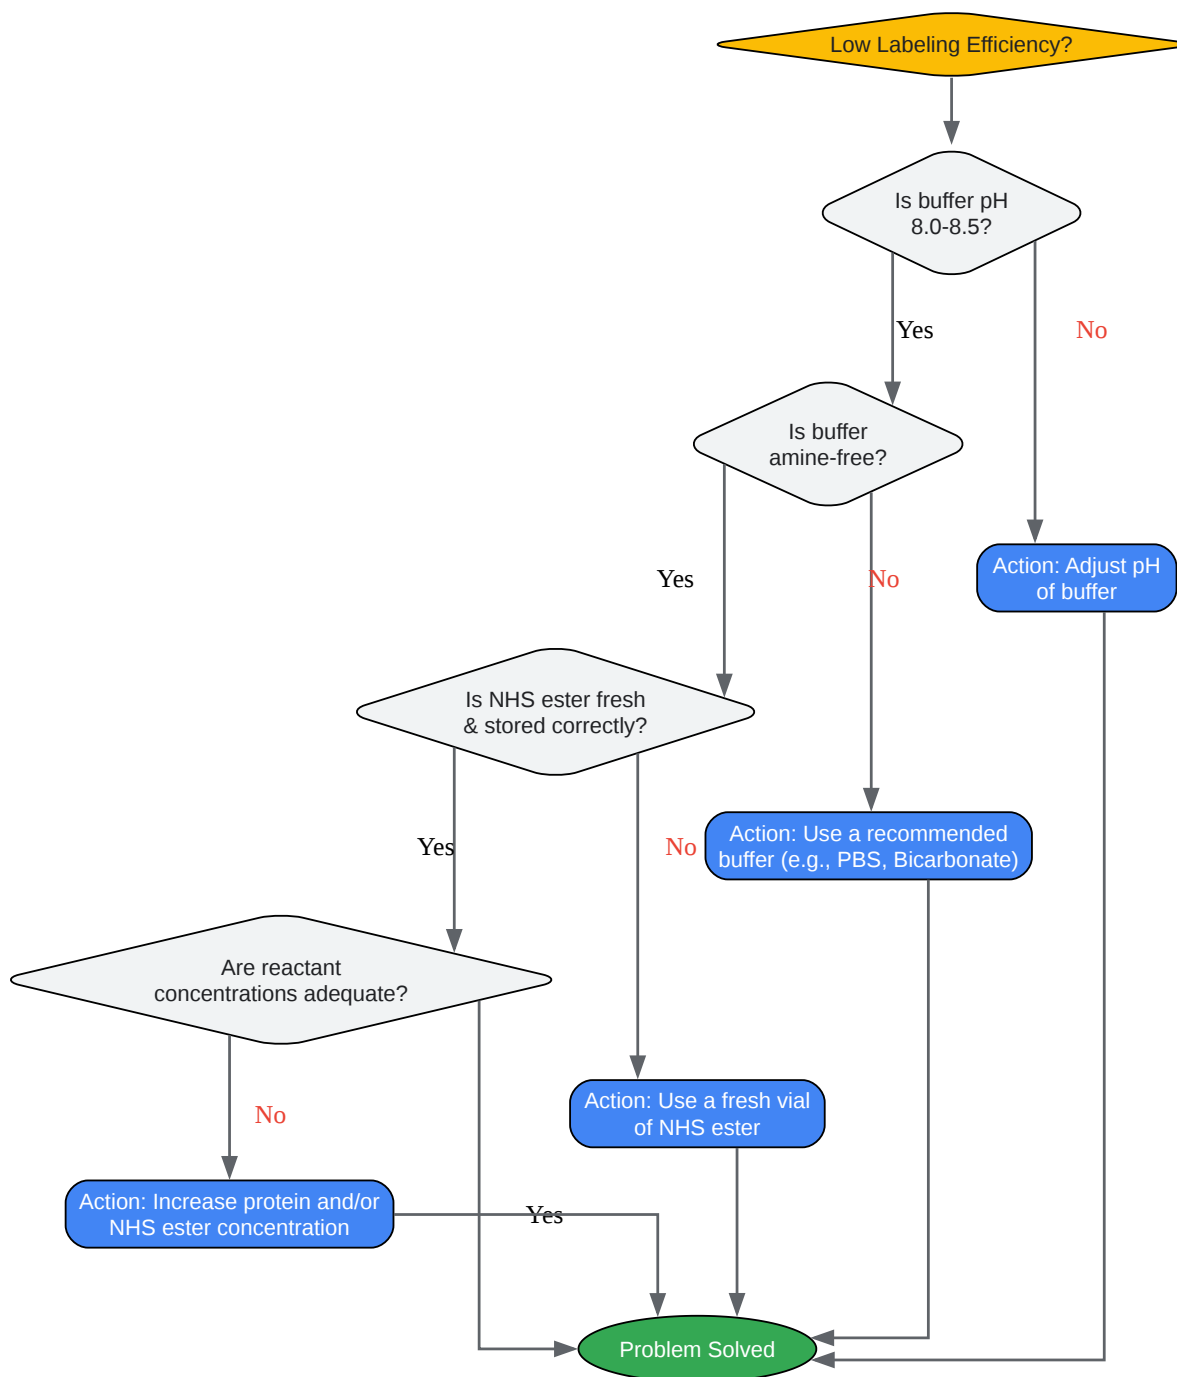 Low Labeling Efficiency?
Is buffer pH
8.0-8.5?
Yes
No
Is buffer
amine-free?
Yes
No
Action: Adjust pH
of buffer
Is NHS ester fresh
& stored correctly?
Yes
No
Action: Use a recommended
buffer (e.g., PBS, Bicarbonate)
Are reactant
concentrations adequate?
No
Action: Use a fresh vial
of NHS ester
Action: Increase protein and/or
NHS ester concentration
Yes
Problem Solved